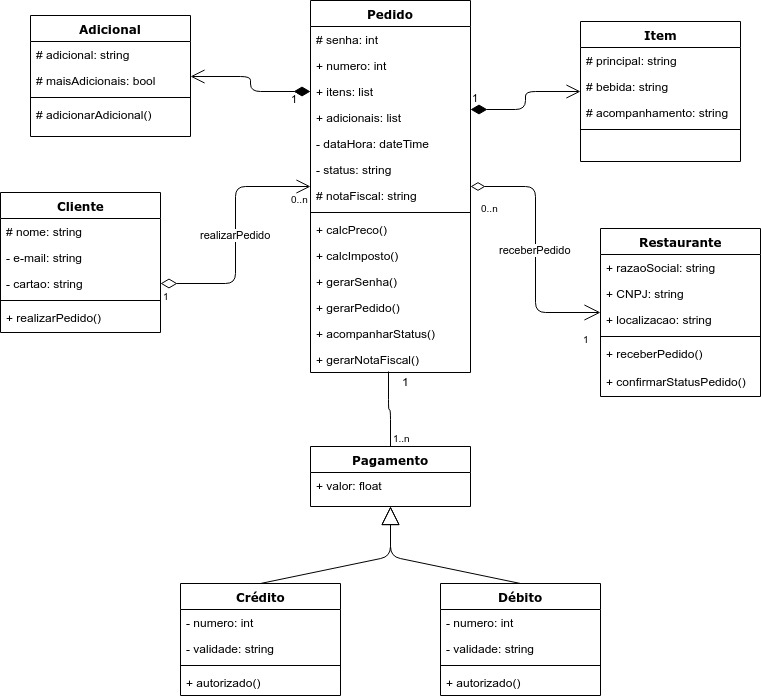 Adicional
# adicional: string
# maisAdicionais: bool
# adicionarAdicional()
1
Pedido
# senha: int
+ numero: int
+ itens: list
+ adicionais: list
- dataHora: dateTime
- status: string
# notaFiscal: string
+ calcPreco()
+ calcImposto()
+ gerarSenha()
+ gerarPedido()
+ acompanharStatus()
+ gerarNotaFiscal()
1
Item
# principal: string
# bebida: string
# acompanhamento: string
Cliente
# nome: string
- e-mail: string
- cartao: string
+ realizarPedido()
1
realizarPedido
0..n
0..n
receberPedido
1
Restaurante
+ razaoSocial: string
+ CNPJ: string
+ localizacao: string
+ receberPedido()
+ confirmarStatusPedido()
1
1..n
Pagamento
+ valor: float
Crédito
- numero: int
- validade: string
+ autorizado()
Débito
- numero: int
- validade: string
+ autorizado()